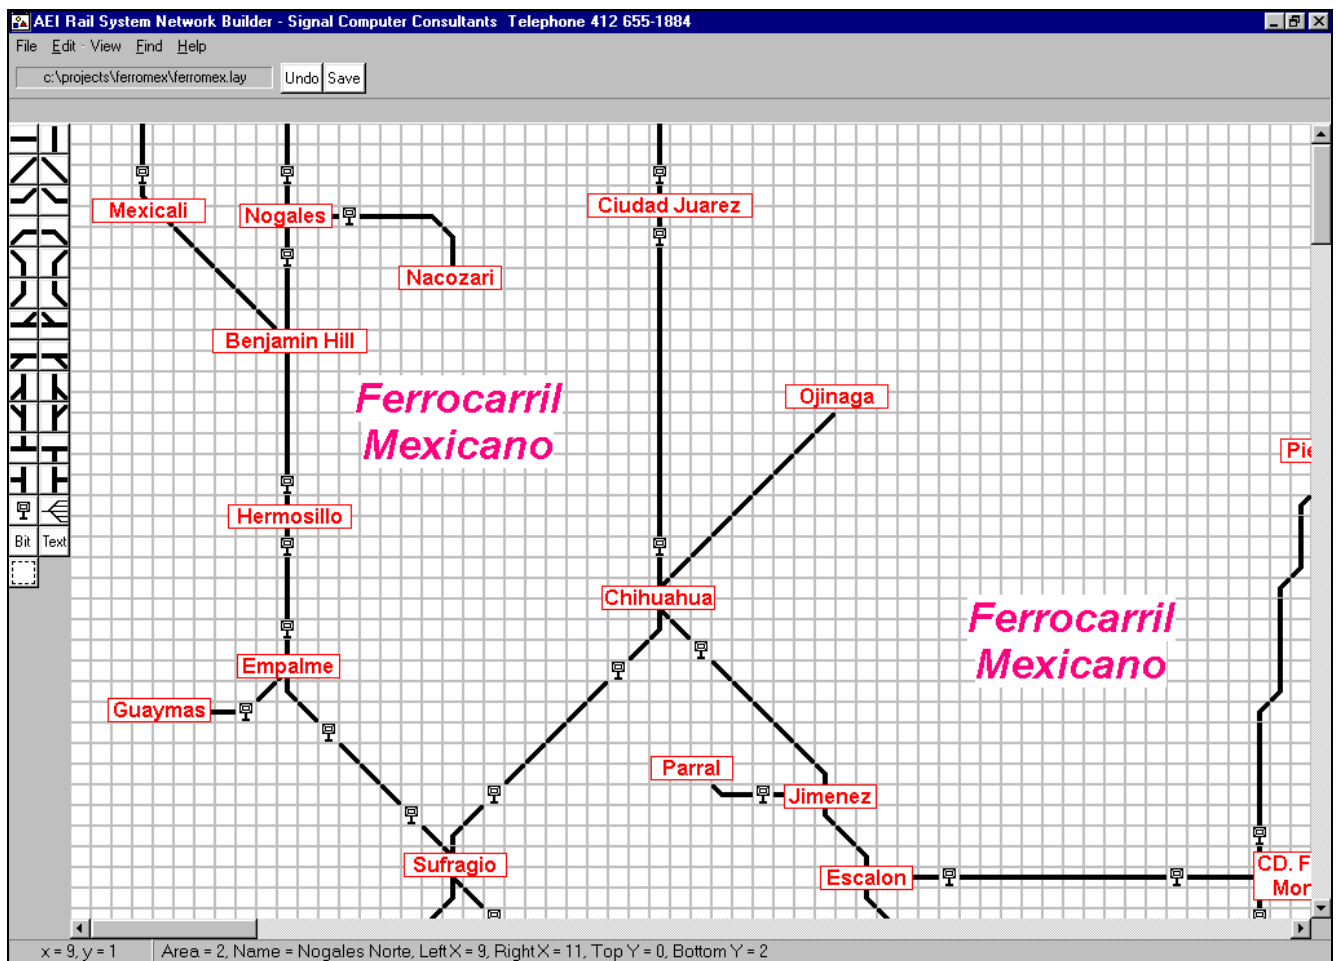 AEI Rail System Network Builder - Signal Computer Consultants  Telephone 412 655-1884
File Edit View Find Help
c:\projects\ferromex\ferromex.lay Undo Save
Mexicali
Nogales
Ciudad Juarez
Nacozari
Benjamin Hill
Ferrocarril
Mexicano
Ojinaga
Pie
Hermosillo
Bit Text
Chihuahua
Ferrocarril
Mexicano
Empalme
Guaymas
Parral
Jimenez
Sufragio
Escalon
CD. F
Mor
x = 9, y = 1 Area = 2, Name = Nogales Norte, Left X = 9, Right X = 11, Top Y = 0, Bottom Y = 2